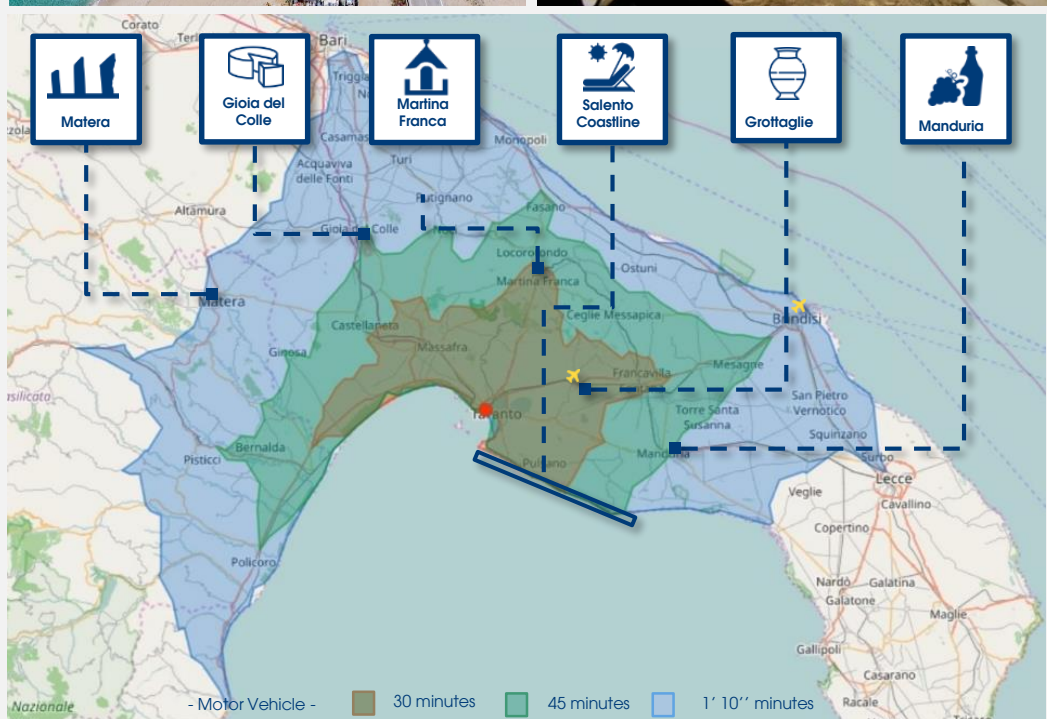 Corato
Bari
Matera
Gioia del
Colle
Martina
Franca
Salento
Coastline
Grottaglie
Manduria
Triggi
Casamas
Monopoli
Acquaviva
delle Fonti
Turi
Altamura
Putignano
Fasano
Gioia del Colle
Locorotondo
Ostuni
Martina Franca
Matera
Ceglie Messapica
Brindisi
Castellaneta
Massafra
Ginosa
Mesagne
Francavilla
San Pietro
Vernotico
Taranto
Torre Santa
Susanna
Squinzano
Bernalda
Pisticci
Manduria
Pulsano
Surbo
Lecce
Veglie
Cavallino
Copertino
Policoro
Nardò
Galatina
Galatone
Maglie
Gallipoli
Casarano
Racale
Nazionale
- Motor Vehicle -
30 minutes
45 minutes
1’ 10’’ minutes